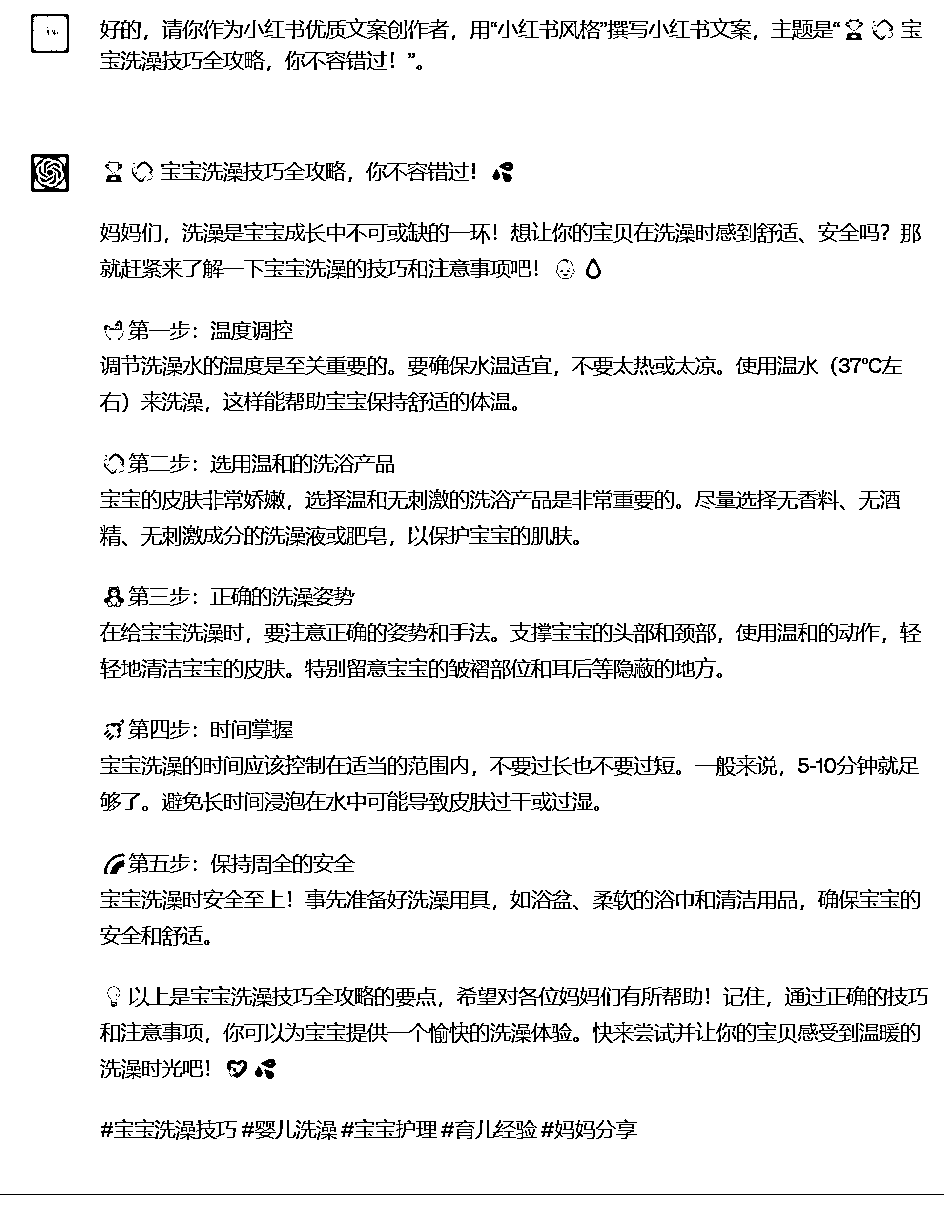 好的，请你作为小红书优质文案创作者，用“小红书风格”撰写小红书文案，主题是“🏆 宝
宝洗澡技巧全攻略，你不容错过！”。
🏆 宝宝洗澡技巧全攻略，你不容错过！💦
妈妈们，洗澡是宝宝成长中不可或缺的一环！想让你的宝贝在洗澡时感到舒适、安全吗？那
就赶紧来了解一下宝宝洗澡的技巧和注意事项吧！👶💧
第一步：温度调控
调节洗澡水的温度是至关重要的。要确保水温适宜，不要太热或太凉。使用温水（37°C左
右）来洗澡，这样能帮助宝宝保持舒适的体温。
第二步：选用温和的洗浴产品
宝宝的皮肤非常娇嫩，选择温和无刺激的洗浴产品是非常重要的。尽量选择无香料、无酒
精、无刺激成分的洗澡液或肥皂，以保护宝宝的肌肤。
第三步：正确的洗澡姿势
在给宝宝洗澡时，要注意正确的姿势和手法。支撑宝宝的头部和颈部，使用温和的动作，轻
轻地清洁宝宝的皮肤。特别留意宝宝的皱褶部位和耳后等隐蔽的地方。
第四步：时间掌握
宝宝洗澡的时间应该控制在适当的范围内，不要过长也不要过短。一般来说，5-10分钟就足
够了。避免长时间浸泡在水中可能导致皮肤过干或过湿。
🌈第五步：保持周全的安全
宝宝洗澡时安全至上！事先准备好洗澡用具，如浴盆、柔软的浴巾和清洁用品，确保宝宝的
安全和舒适。
💡以上是宝宝洗澡技巧全攻略的要点，希望对各位妈妈们有所帮助！记住，通过正确的技巧
和注意事项，你可以为宝宝提供一个愉快的洗澡体验。快来尝试并让你的宝贝感受到温暖的
洗澡时光吧！💖💦
#宝宝洗澡技巧 #婴儿洗澡 #宝宝护理 #育儿经验 #妈妈分享